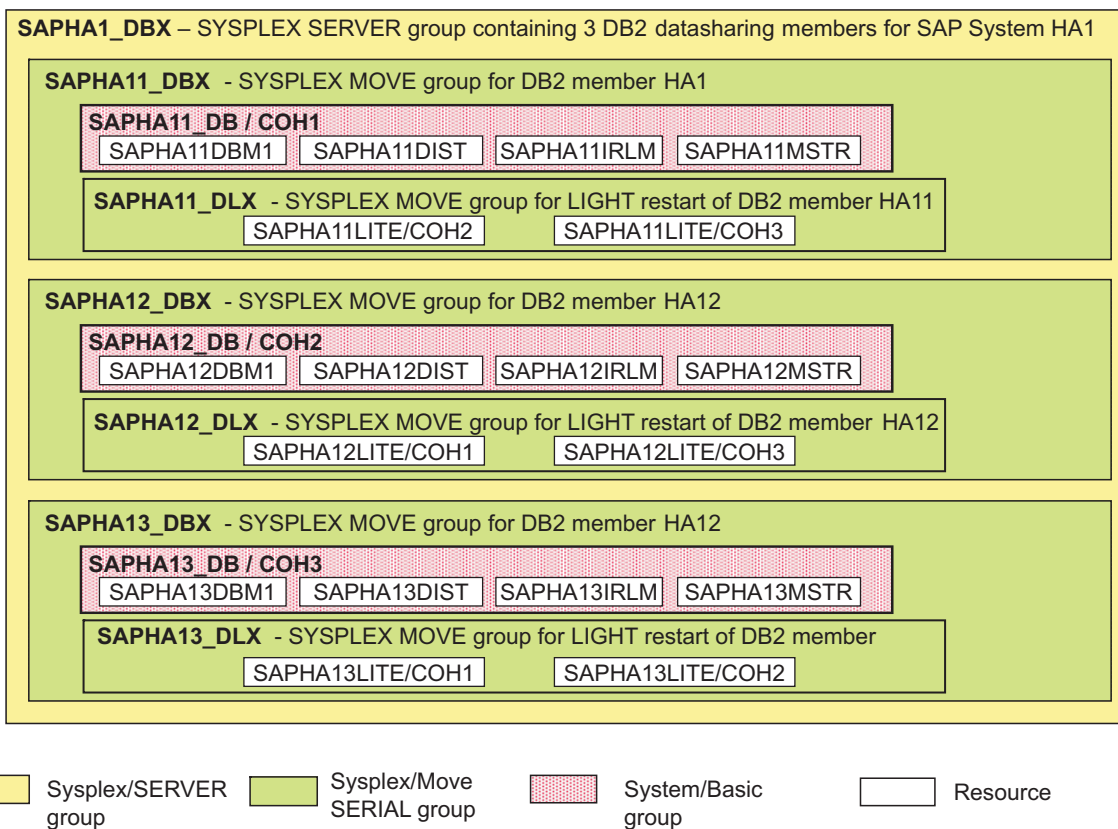 SAPHA1_DBX – SYSPLEX SERVER group containing 3 DB2 datasharing members for SAP System HA1
SAPHA11_DBX - SYSPLEX MOVE group for DB2 member HA1
SAPHA11_DB / COH1
SAPHA11DBM1 SAPHA11DIST SAPHA11IRLM SAPHA11MSTR
SAPHA11_DLX - SYSPLEX MOVE group for LIGHT restart of DB2 member HA11
SAPHA11LITE/COH2 SAPHA11LITE/COH3
SAPHA12_DBX - SYSPLEX MOVE group for DB2 member HA12
SAPHA12_DB / COH2
SAPHA12DBM1 SAPHA12DIST SAPHA12IRLM SAPHA12MSTR
SAPHA12_DLX - SYSPLEX MOVE group for LIGHT restart of DB2 member HA12
SAPHA12LITE/COH1 SAPHA12LITE/COH3
SAPHA13_DBX - SYSPLEX MOVE group for DB2 member HA12
SAPHA13_DB / COH3
SAPHA13DBM1 SAPHA13DIST SAPHA13IRLM SAPHA13MSTR
SAPHA13_DLX - SYSPLEX MOVE group for LIGHT restart of DB2 member
SAPHA13LITE/COH1 SAPHA13LITE/COH2
Sysplex/SERVER
group
Sysplex/Move
SERIAL group
System/Basic
group
Resource